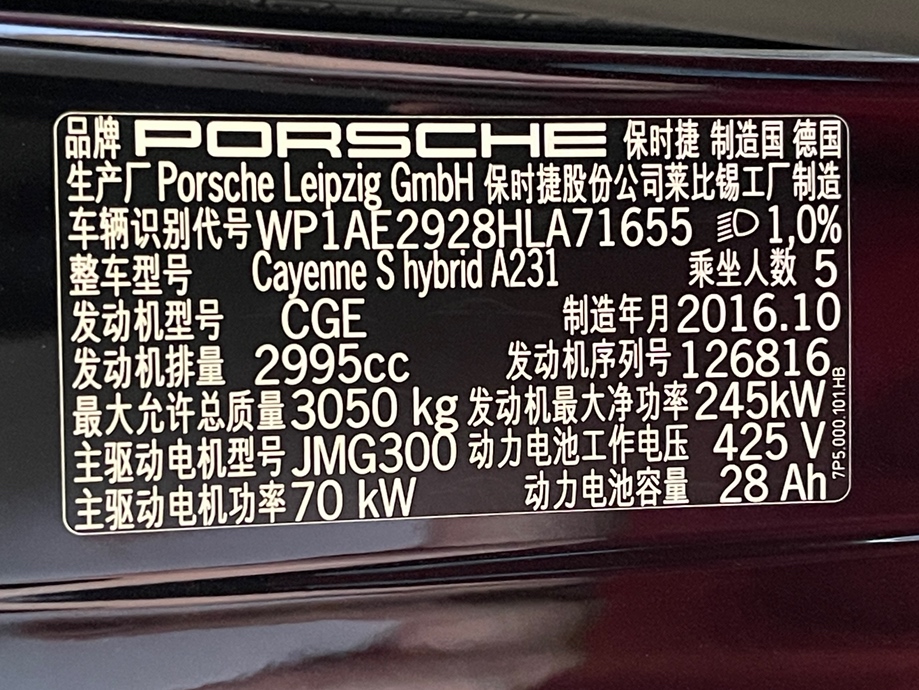 品牌 PORSCHE 保时捷 制造国 德国
生产厂 Porsche Leipzig GmbH 保时捷股份公司莱比锡工厂制造
车辆识别代号 WP1AE2928HLA71655 1,0%
整车型号 Cayenne S hybrid A231 乘坐人数 5
发动机型号 CGE 制造年月 2016.10
发动机排量 2995cc 发动机序列号 126816
最大允许总质量 3050 kg 发动机最大净功率 245kW
主驱动电机型号 JMG300 动力电池工作电压 425 V
主驱动电机功率 70 kW 动力电池容量 28 Ah
7P5.000.101.HB